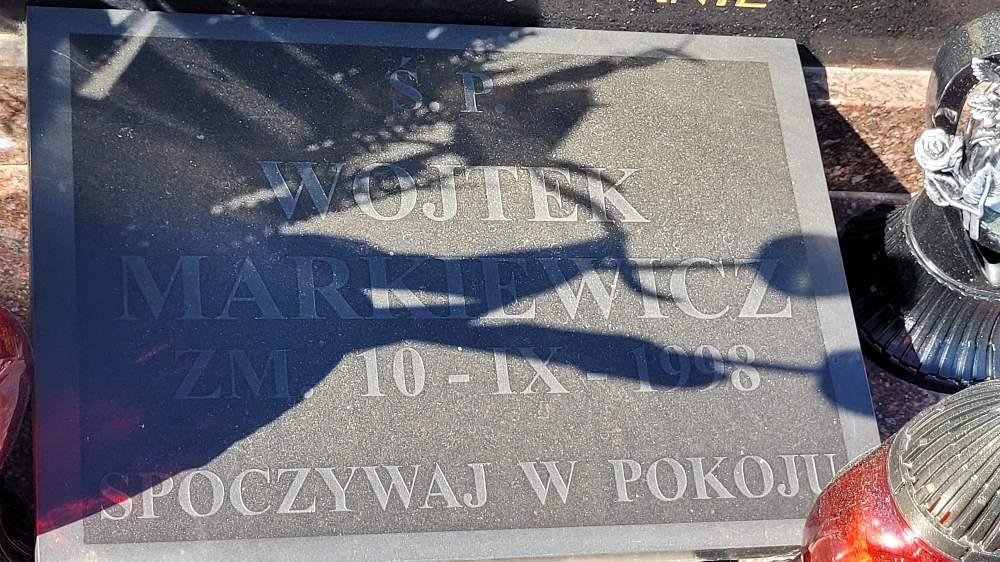 Ś. P.
WOJTEK
MARKIEWICZ
ZM. 10 - IX - 1998
SPOCZYWAJ W POKOJU